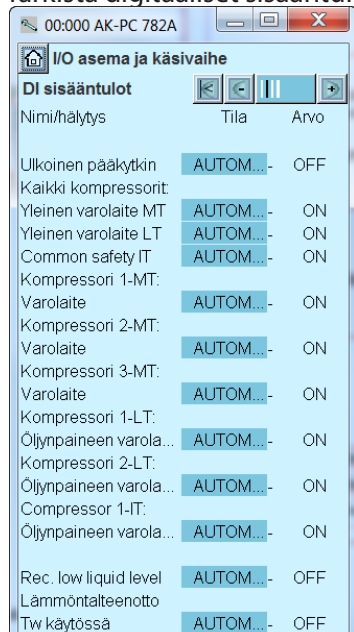 00:000 AK-PC 782A
I/O asema ja käsivaihe
DI sisääntulot
Nimi/hälytys Tila Arvo
Ulkoinen pääkytkin AUTOM...- OFF
Kaikki kompressorit:
Yleinen varolaite MT AUTOM...- ON
Yleinen varolaite LT AUTOM...- ON
Common safety IT AUTOM...- ON
Kompressori 1-MT:
Varolaite AUTOM...- ON
Kompressori 2-MT:
Varolaite AUTOM...- ON
Kompressori 3-MT:
Varolaite AUTOM...- ON
Kompressori 1-LT:
Öljynpaineen varola... AUTOM...- ON
Kompressori 2-LT:
Öljynpaineen varola... AUTOM...- ON
Compressor 1-IT:
Öljynpaineen varola... AUTOM...- ON
Rec. low liquid level AUTOM...- OFF
Lämmöntalteenotto
Tw käytössä AUTOM...- OFF